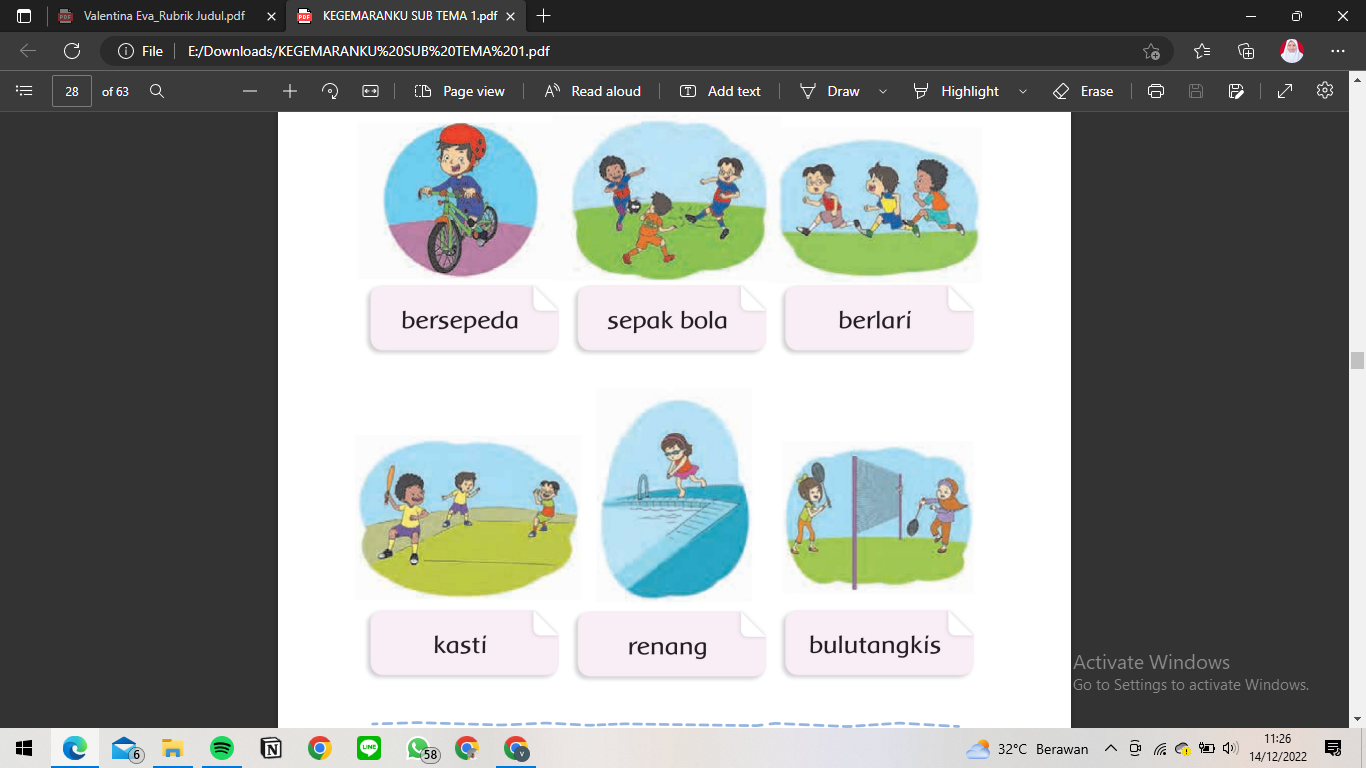 Valentina Eva_Rubrik Judul.pdf
KEGEMARANKU SUB TEMA 1.pdf
File
E:/Downloads/KEGEMARANKU%20SUB%20TEMA%201.pdf
28 of 63
Page view
Read aloud
Add text
Draw
Highlight
Erase
bersepeda
sepak bola
berlari
kasti
renang
bulutangkis
Activate Windows
Go to Settings to activate Windows.
6
58
32°C Berawan
11:26
14/12/2022